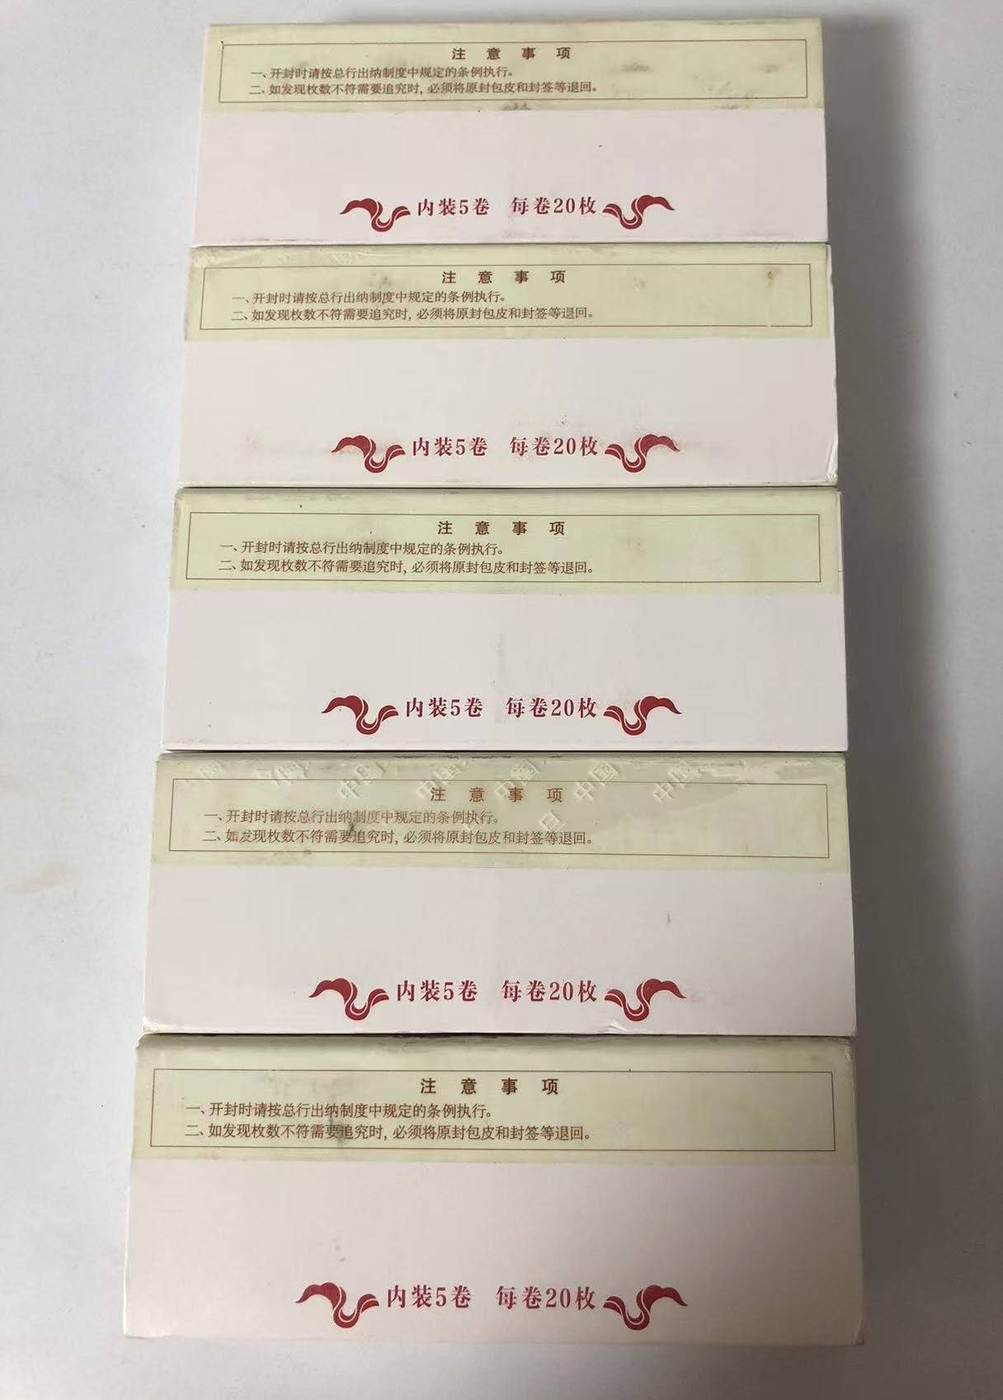 注意事项
一、开封时请按总行出纳制度中规定的条例执行。
二、如发现枚数不符需要追究时，必须将原封包皮和封签等退回。
内装5卷 每卷20枚
注意事项
一、开封时请按总行出纳制度中规定的条例执行。
二、如发现枚数不符需要追究时，必须将原封包皮和封签等退回。
内装5卷 每卷20枚
注意事项
一、开封时请按总行出纳制度中规定的条例执行。
二、如发现枚数不符需要追究时，必须将原封包皮和封签等退回。
内装5卷 每卷20枚
中国 中国 中国 中国 中国
注意事项
一、开封时请按总行出纳制度中规定的条例执行。
二、如发现枚数不符需要追究时，必须将原封包皮和封签等退回。
内装5卷 每卷20枚
注意事项
一、开封时请按总行出纳制度中规定的条例执行。
二、如发现枚数不符需要追究时，必须将原封包皮和封签等退回。
内装5卷 每卷20枚